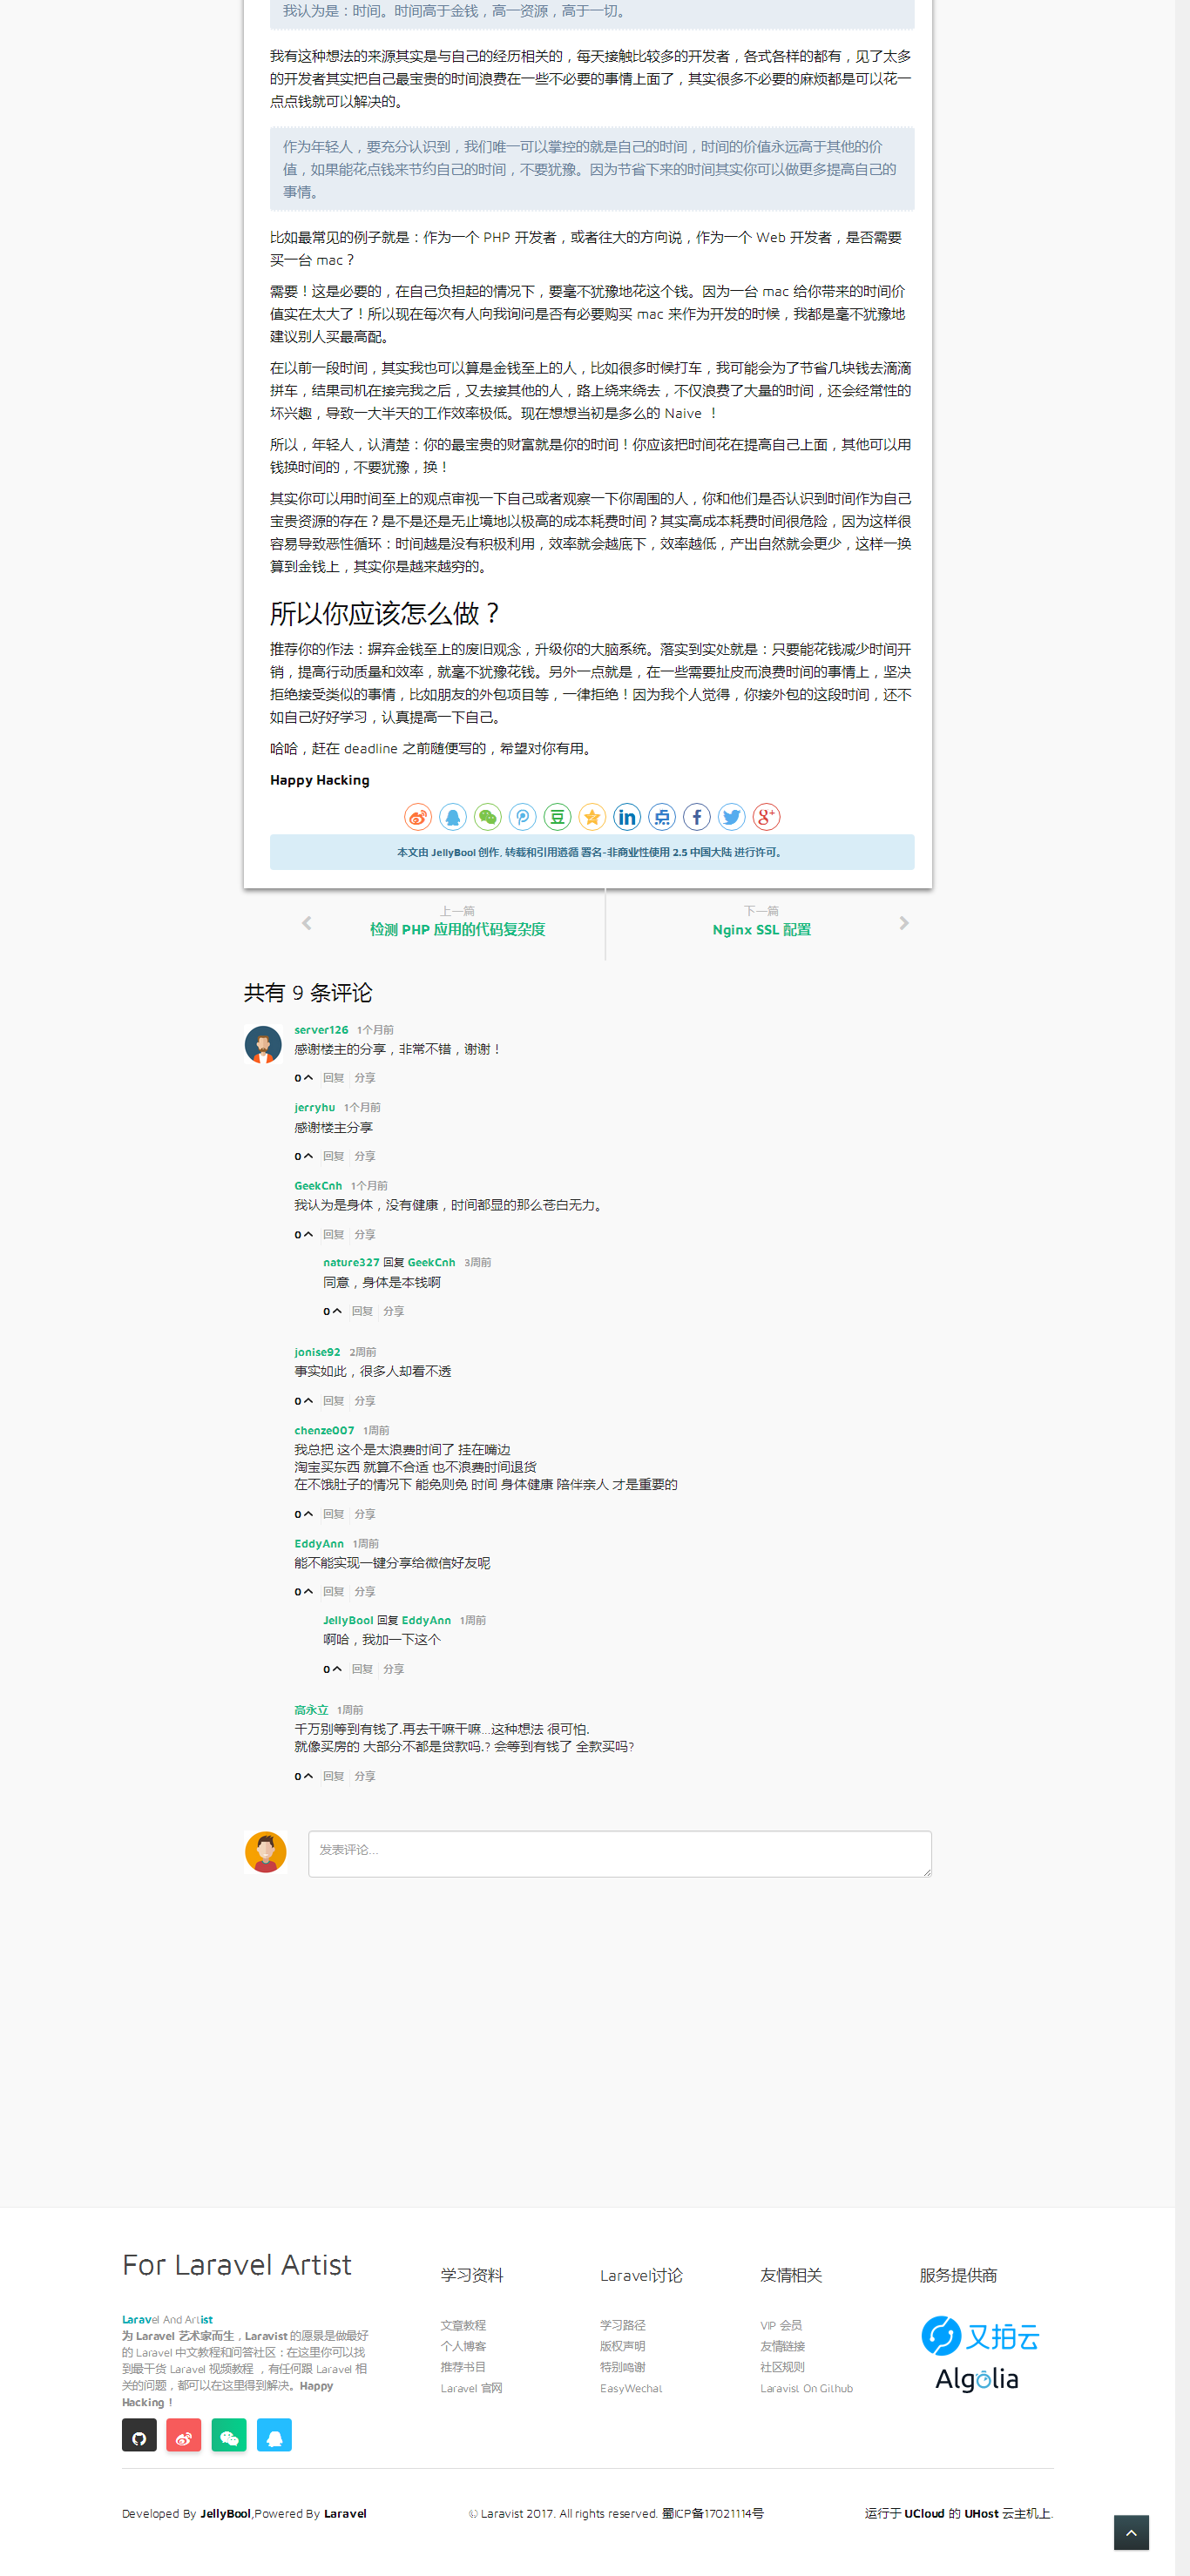 我认为是：时间。时间高于金钱，高一资源，高于一切。
我有这种想法的来源其实是与自己的经历相关的，每天接触比较多的开发者，各式各样的都有，见了太多
的开发者其实把自己最宝贵的时间浪费在一些不必要的事情上面了，其实很多不必要的麻烦都是可以花一
点点钱就可以解决的。
作为年轻人，要充分认识到，我们唯一可以掌控的就是自己的时间，时间的价值永远高于其他的价
值，如果能花点钱来节约自己的时间，不要犹豫。因为节省下来的时间其实你可以做更多提高自己的
事情。
比如最常见的例子就是：作为一个 PHP 开发者，或者往大的方向说，作为一个 Web 开发者，是否需要
买一台 mac？
需要！这是必要的，在自己负担起的情况下，要毫不犹豫地花这个钱。因为一台 mac 给你带来的时间价
值实在太大了！所以现在每次有人向我询问是否有必要购买 mac 来作为开发的时候，我都是毫不犹豫地
建议别人买最高配。
在以前一段时间，其实我也可以算是金钱至上的人，比如很多时候打车，我可能会为了节省几块钱去滴滴
拼车，结果司机在接完我之后，又去接其他的人，路上绕来绕去，不仅浪费了大量的时间，还会经常性的
坏兴趣，导致一大半天的工作效率极低。现在想想当初是多么的 Naive ！
所以，年轻人，认清楚：你的最宝贵的财富就是你的时间！你应该把时间花在提高自己上面，其他可以用
钱换时间的，不要犹豫，换！
其实你可以用时间至上的观点审视一下自己或者观察一下你周围的人，你和他们是否认识到时间作为自己
宝贵资源的存在？是不是还是无止境地以极高的成本耗费时间？其实高成本耗费时间很危险，因为这样很
容易导致恶性循环：时间越是没有积极利用，效率就会越底下，效率越低，产出自然就会更少，这样一换
算到金钱上，其实你是越来越穷的。
所以你应该怎么做？
推荐你的作法：摒弃金钱至上的废旧观念，升级你的大脑系统。落实到实处就是：只要能花钱减少时间开
销，提高行动质量和效率，就毫不犹豫花钱。另外一点就是，在一些需要扯皮而浪费时间的事情上，坚决
拒绝接受类似的事情，比如朋友的外包项目等，一律拒绝！因为我个人觉得，你接外包的这段时间，还不
如自己好好学习，认真提高一下自己。
哈哈，赶在 deadline 之前随便写的，希望对你有用。
Happy Hacking
豆 in 点 f g+
本文由 JellyBool 创作, 转载和引用遵循 署名-非商业性使用 2.5 中国大陆 进行许可。
上一篇 下一篇
检测 PHP 应用的代码复杂度 Nginx SSL 配置
共有 9 条评论
server126 1个月前
感谢楼主的分享，非常不错，谢谢！
0 回复 分享
jerryhu 1个月前
感谢楼主分享
0 回复 分享
GeekCnh 1个月前
我认为是身体，没有健康，时间都显的那么苍白无力。
0 回复 分享
nature327 回复 GeekCnh 3周前
同意，身体是本钱啊
0 回复 分享
jonise92 2周前
事实如此，很多人却看不透
0 回复 分享
chenze007 1周前
我总把 这个是太浪费时间了 挂在嘴边
淘宝买东西 就算不合适 也不浪费时间退货
在不饿肚子的情况下 能免则免 时间 身体健康 陪伴亲人 才是重要的
0 回复 分享
EddyAnn 1周前
能不能实现一键分享给微信好友呢
0 回复 分享
JellyBool 回复 EddyAnn 1周前
啊哈，我加一下这个
0 回复 分享
高永立 1周前
千万别等到有钱了.再去干嘛干嘛...这种想法 很可怕.
就像买房的 大部分不都是贷款吗.? 会等到有钱了 全款买吗?
0 回复 分享
发表评论...
For Laravel Artist 学习资料 Laravel讨论 友情相关 服务提供商
Laravel And Artist
为 Laravel 艺术家而生，Laravist 的愿景是做最好
的 Laravel 中文教程和问答社区：在这里你可以找
到最干货 Laravel 视频教程 ，有任何跟 Laravel 相
关的问题，都可以在这里得到解决。Happy
Hacking！
文章教程 学习路径 VIP 会员 又拍云
个人博客 版权声明 友情链接
推荐书目 特别鸣谢 社区规则 Algolia
Laravel 官网 EasyWechat Laravist On Github
Developed By JellyBool,Powered By Laravel © Laravist 2017. All rights reserved. 蜀ICP备17021114号 运行于 UCloud 的 UHost 云主机上.